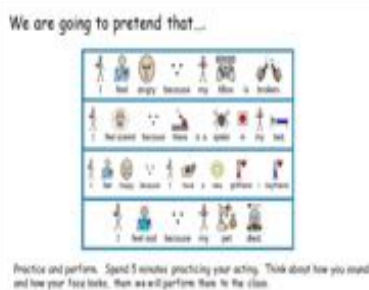 We are going to pretend that....
I feel angry because my XBox is broken.
I feel scared because there is a spider in my bed.
I feel happy because I have a new girlfriend / boyfriend.
I feel sad because my pet died.
Practice and perform. Spend 5 minutes practicing your acting. Think about how you sound
and how your face looks, then we will perform them to the class.